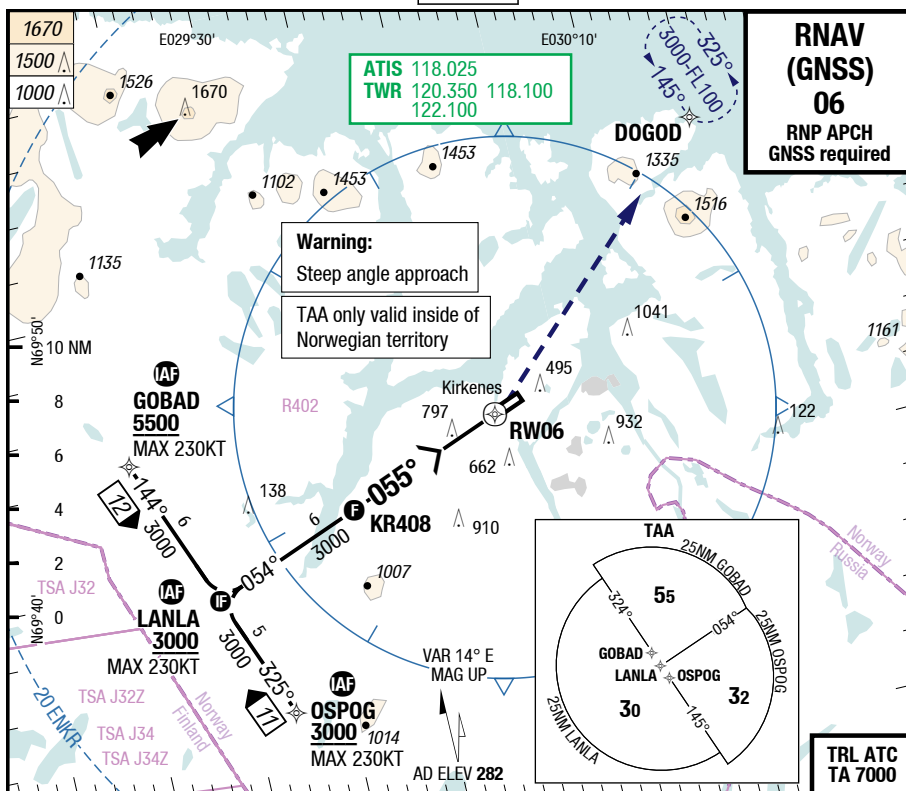 1670
1500
1000
E029°30'
E030°10'
1526
1670
ATIS 118.025
TWR 120.350 118.100
122.100
3000-FL100
325°
145°
DOGOD
RNAV
(GNSS)
06
RNP APCH
GNSS required
1335
1453
1453
1102
1516
1135
Warning:
Steep angle approach
TAA only valid inside of
Norwegian territory
1041
1161
N69°50'
10 NM
8
6
4
2
0
N69°40'
IAF
GOBAD
5500
MAX 230KT
R402
Kirkenes
495
797
RW06
932
122
662
144°
6
3000
12
138
055°
F
KR408
6
3000
054°
910
1007
Norway
Russia
TSA J32
IAF
IF
LANLA
3000
MAX 230KT
5
3000
325°
11
IAF
OSPOG
3000
MAX 230KT
1014
TSA J32Z
TSA J34
TSA J34Z
Norway
Finland
20 ENKR
VAR 14° E
MAG UP
AD ELEV 282
TAA
25NM GOBAD
324°
55
054°
25NM OSPOG
GOBAD
LANLA
OSPOG
30
32
145°
25NM LANLA
TRL ATC
TA 7000